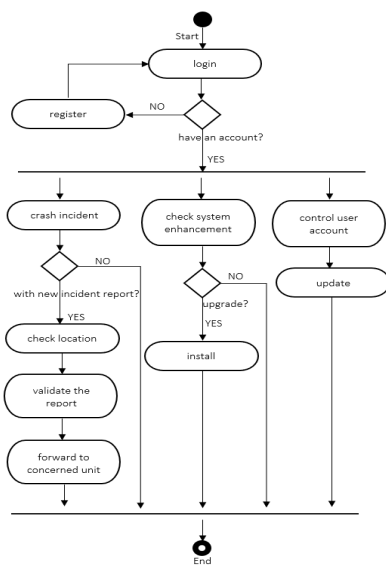 Start
login
register
NO
have an account?
YES
crash incident
NO
with new incident report?
YES
check location
validate the
report
forward to
concerned unit
check system
enhancement
NO
upgrade?
YES
install
control user
account
update
End